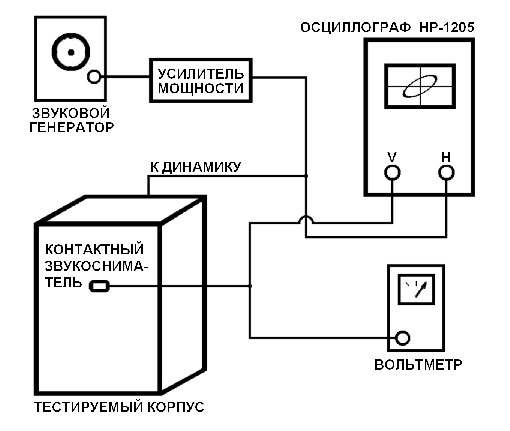 ОСЦИЛЛОГРАФ HP-1205
УСИЛИТЕЛЬ
МОЩНОСТИ
ЗВУКОВОЙ
ГЕНЕРАТОР
V H
К ДИНАМИКУ
КОНТАКТНЫЙ
ЗВУКОСНИМА-
ТЕЛЬ
ВОЛЬТМЕТР
ТЕСТИРУЕМЫЙ КОРПУС